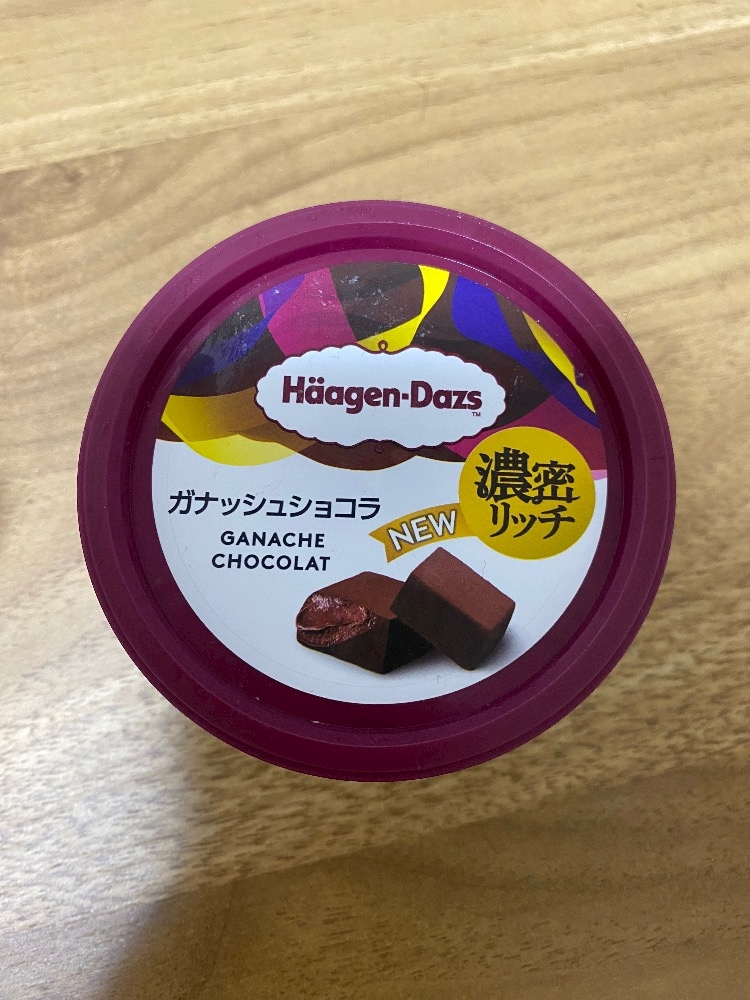 Häagen-Dazs
TM
ガナッシュショコラ
GANACHE
CHOCOLAT
NEW
濃密
リッチ